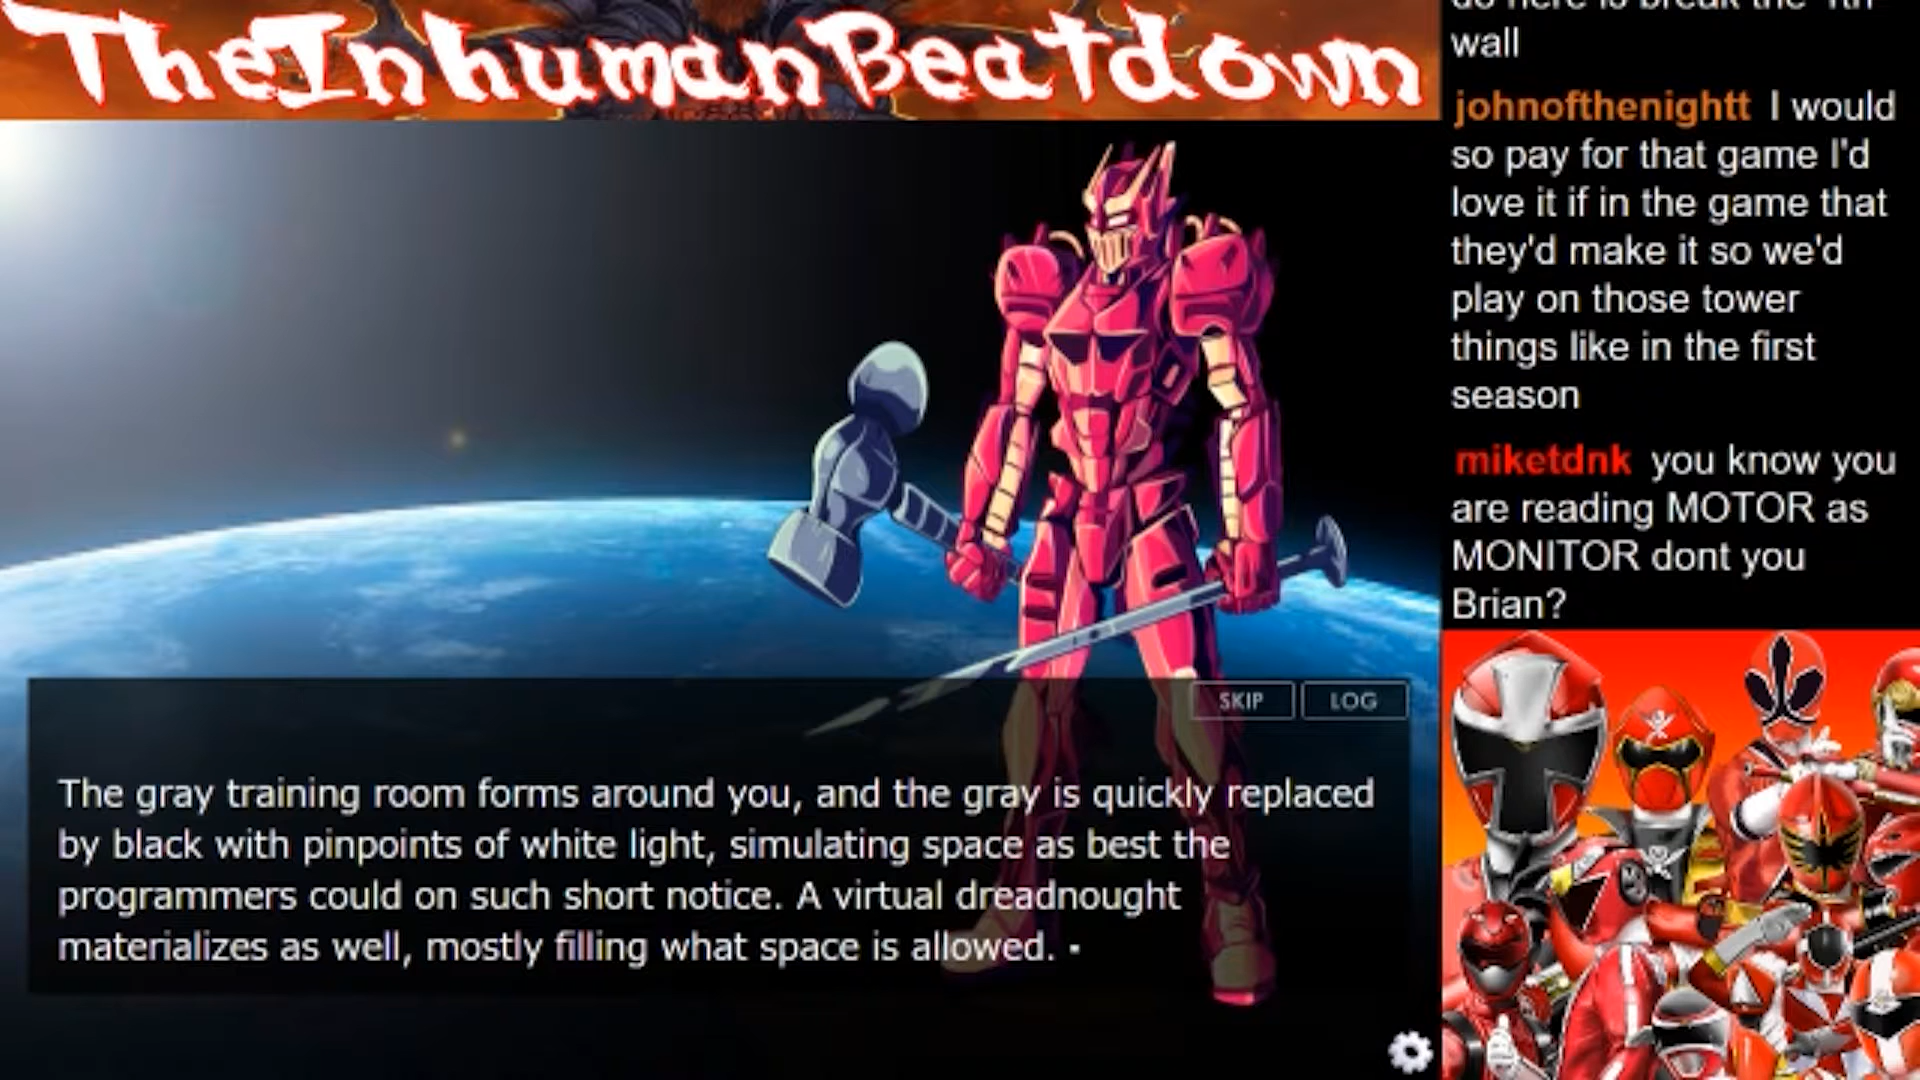 TheInhumanBeatdown
wall
johnofthenightt I would
so pay for that game I'd
love it if in the game that
they'd make it so we'd
play on those tower
things like in the first
season
miketdnk you know you
are reading MOTOR as
MONITOR dont you
Brian?
SKIP LOG
The gray training room forms around you, and the gray is quickly replaced
by black with pinpoints of white light, simulating space as best the
programmers could on such short notice. A virtual dreadnought
materializes as well, mostly filling what space is allowed.